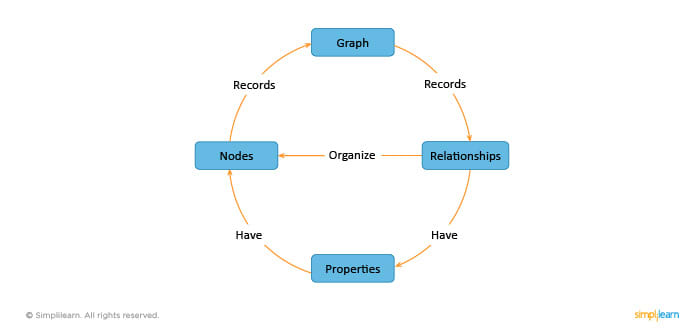 Graph
Records
Records
Nodes
Organize
Relationships
Have
Have
Properties
© Simplilearn. All rights reserved.
simplilearn